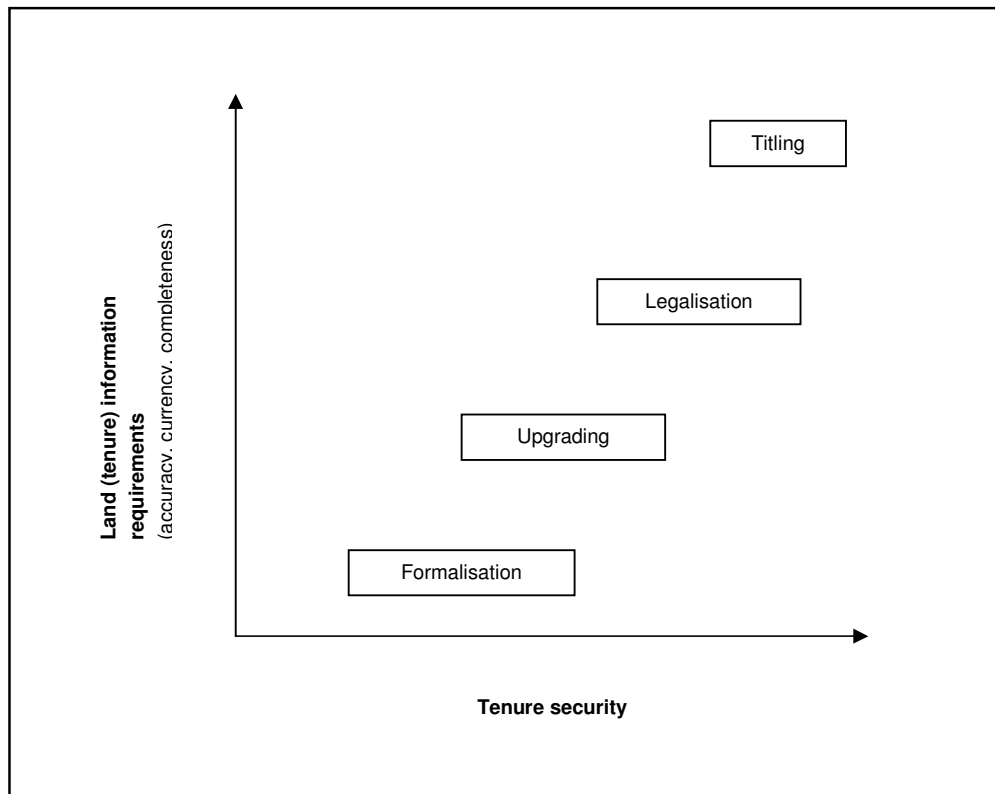 Titling
Legalisation
Upgrading
Formalisation
Land (tenure) information
requirements
(accuracy. currency. completeness)
Tenure security